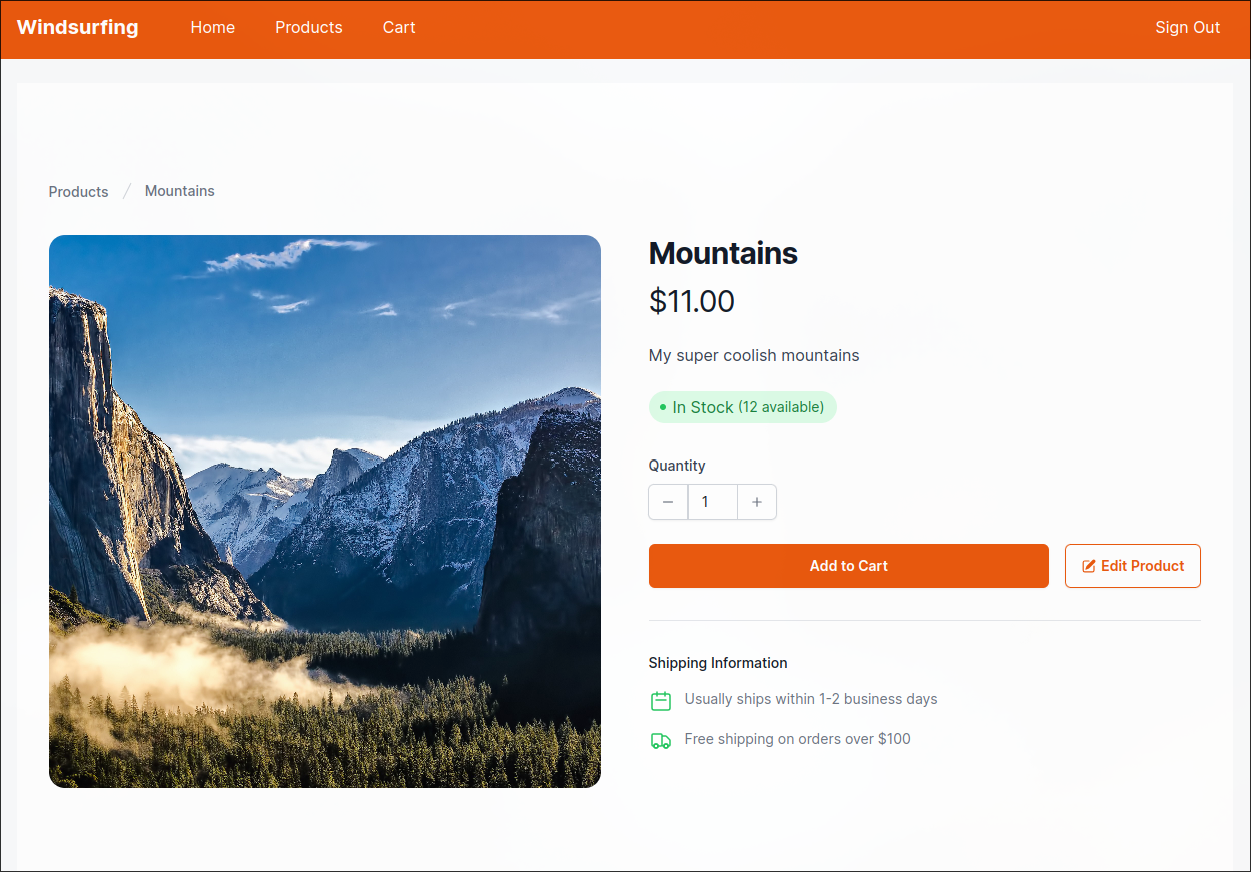 Windsurfing Home Products Cart Sign Out
Products / Mountains
Mountains
$11.00
My super coolish mountains
In Stock (12 available)
Quantity
− 1 +
Add to Cart Edit Product
Shipping Information
Usually ships within 1-2 business days
Free shipping on orders over $100